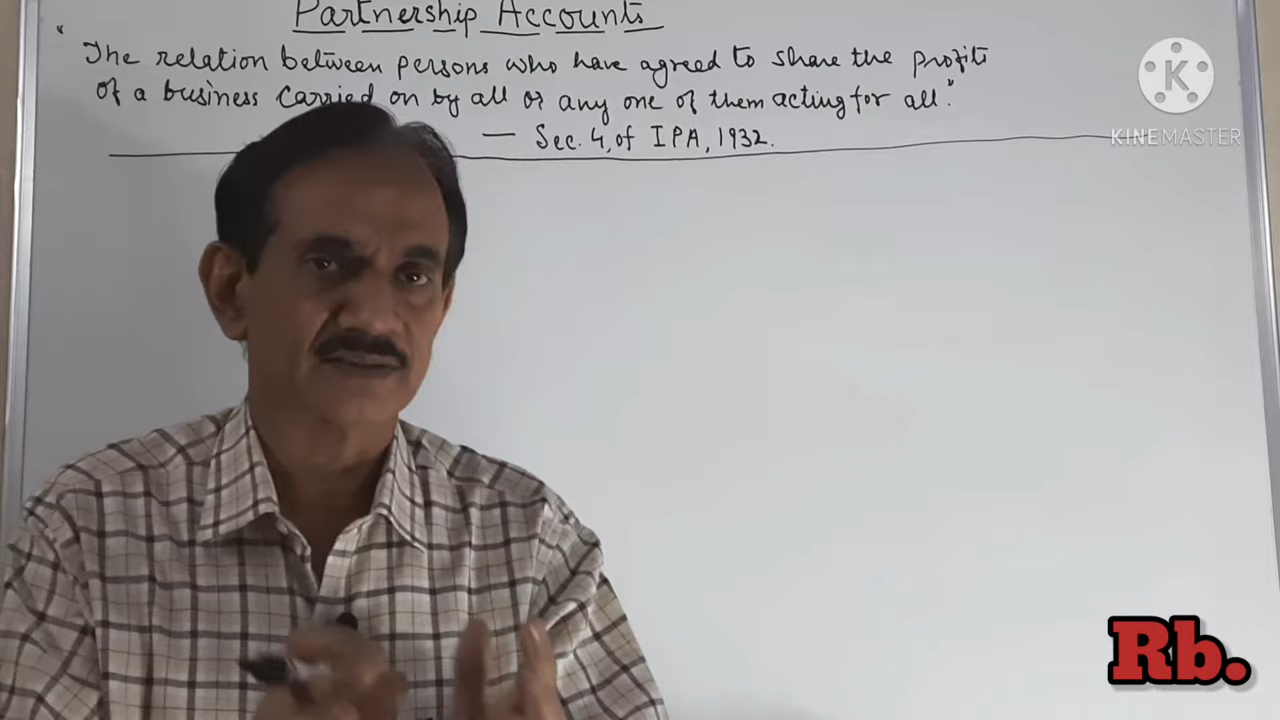 Partnership Accounts
"The relation between persons who have agreed to share the profits
of a business carried on by all or any one of them acting for all."
— Sec. 4, of IPA, 1932.
K
KINEMASTER
Rb.